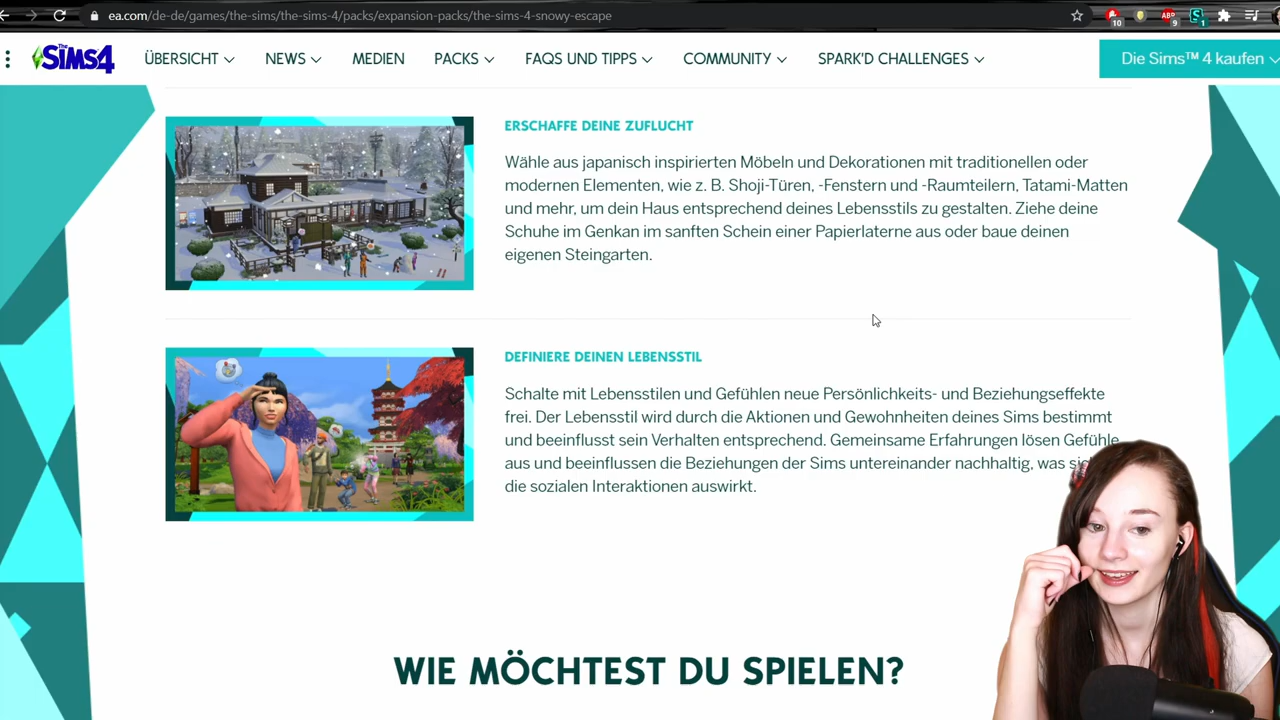 ea.com/de-de/games/the-sims/the-sims-4/packs/expansion-packs/the-sims-4-snowy-escape
10
9
1
The SIMS4
ÜBERSICHT
NEWS
MEDIEN
PACKS
FAQS UND TIPPS
COMMUNITY
SPARK'D CHALLENGES
Die Sims™ 4 kaufen
ERSCHAFFE DEINE ZUFLUCHT
Wähle aus japanisch inspirierten Möbeln und Dekorationen mit traditionellen oder
modernen Elementen, wie z. B. Shoji-Türen, -Fenstern und -Raumteilern, Tatami-Matten
und mehr, um dein Haus entsprechend deines Lebensstils zu gestalten. Ziehe deine
Schuhe im Genkan im sanften Schein einer Papierlaterne aus oder baue deinen
eigenen Steingarten.
DEFINIERE DEINEN LEBENSSTIL
Schalte mit Lebensstilen und Gefühlen neue Persönlichkeits- und Beziehungseffekte
frei. Der Lebensstil wird durch die Aktionen und Gewohnheiten deines Sims bestimmt
und beeinflusst sein Verhalten entsprechend. Gemeinsame Erfahrungen lösen Gefühle
aus und beeinflussen die Beziehungen der Sims untereinander nachhaltig, was
die sozialen Interaktionen auswirkt.
WIE MÖCHTEST DU SPIELEN?